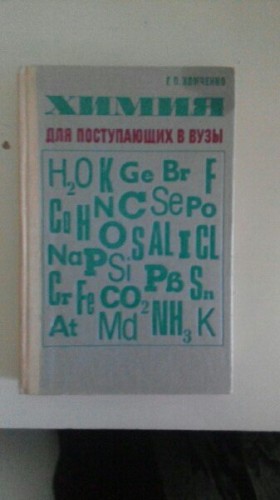 Г.П. ХОМЧЕНКО
ХИМИЯ
ДЛЯ ПОСТУПАЮЩИХ В ВУЗЫ
H2O K Ge Br F
Co H N C Se Po
O S Al I CL
Na P Si Pb Sn
Cr Fe CO2
At Md NH3 K